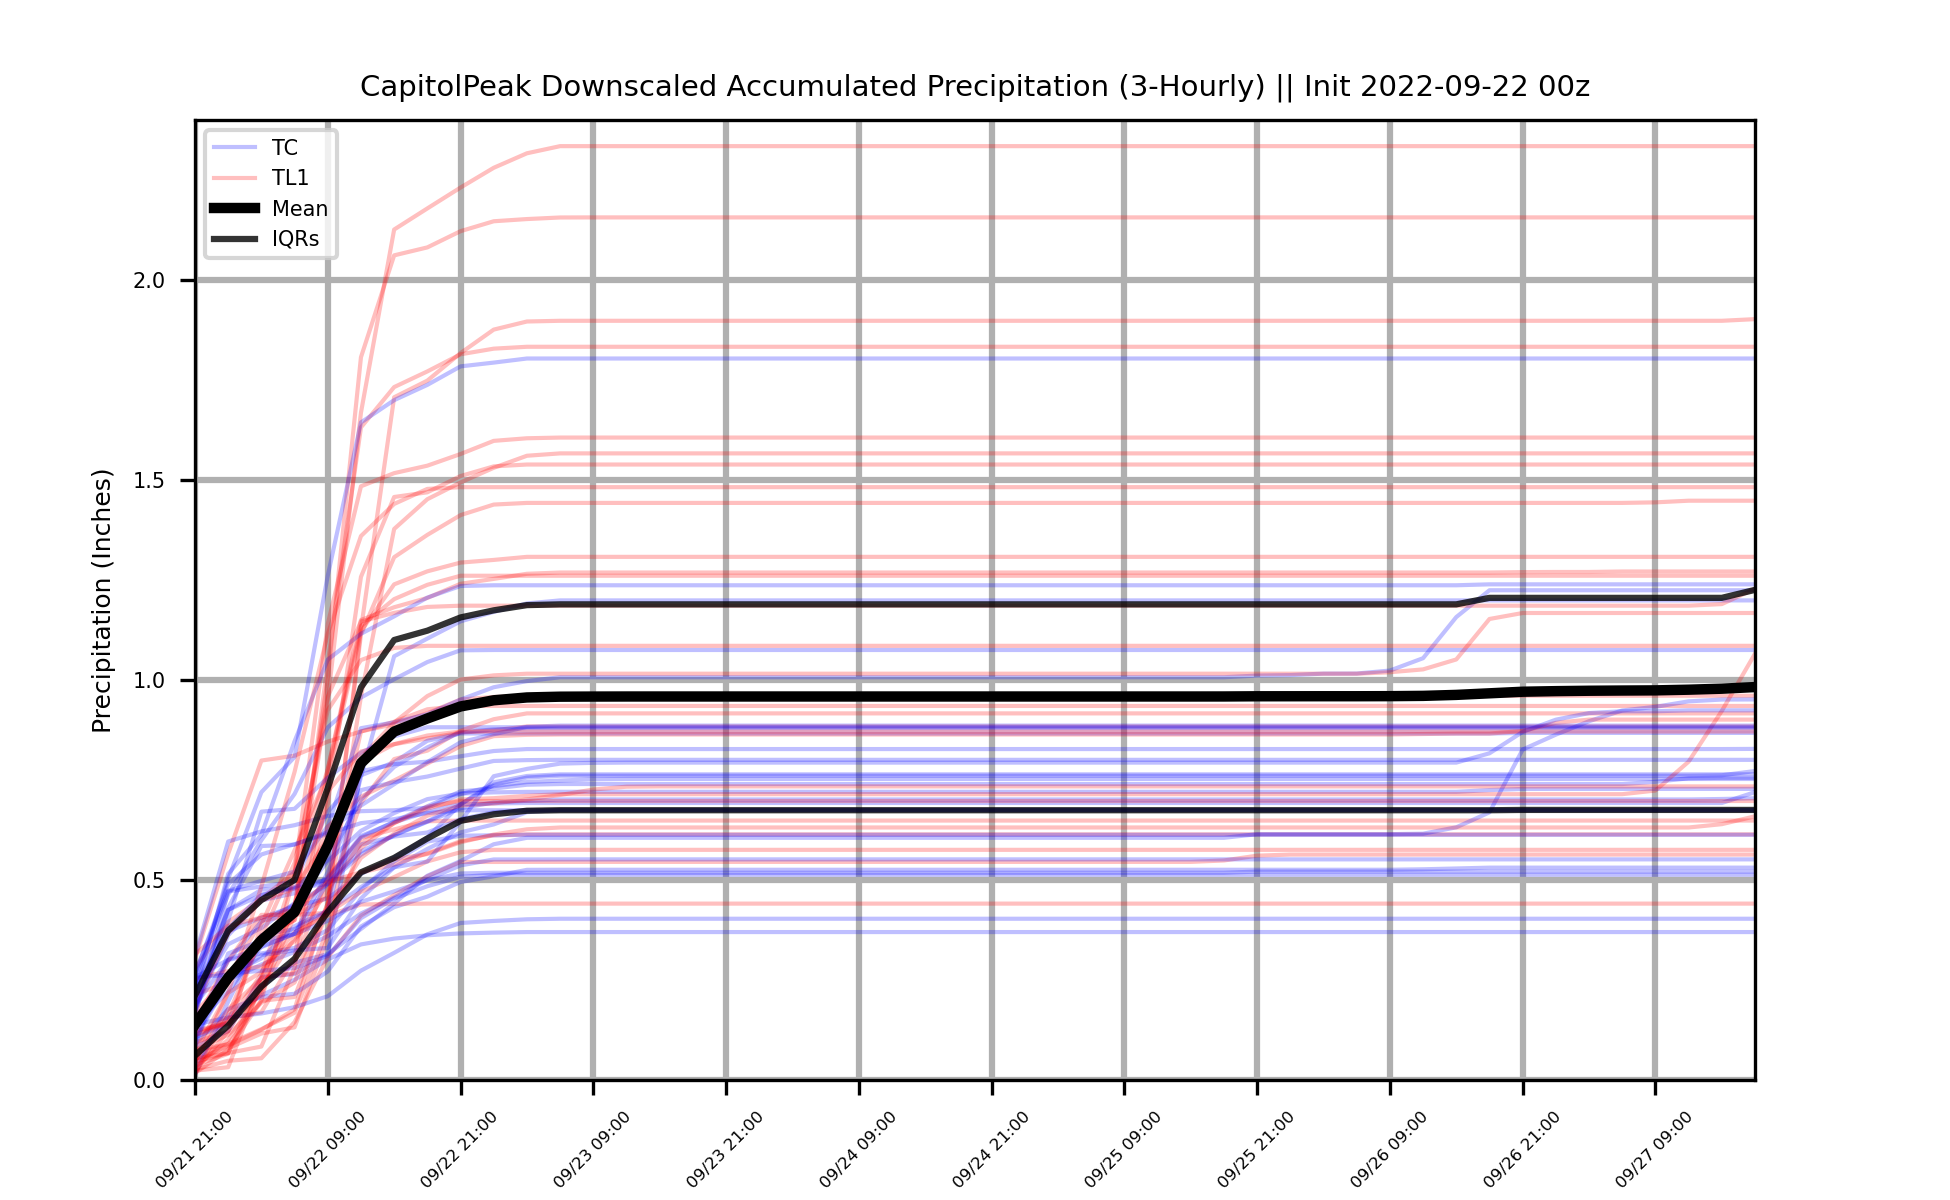 CapitolPeak Downscaled Accumulated Precipitation (3-Hourly) || Init 2022-09-22 00z
TC
TL1
Mean
IQRs
Precipitation (Inches)
2.0
1.5
1.0
0.5
0.0
09/21 21:00
09/22 09:00
09/22 21:00
09/23 09:00
09/23 21:00
09/24 09:00
09/24 21:00
09/25 09:00
09/25 21:00
09/26 09:00
09/26 21:00
09/27 09:00